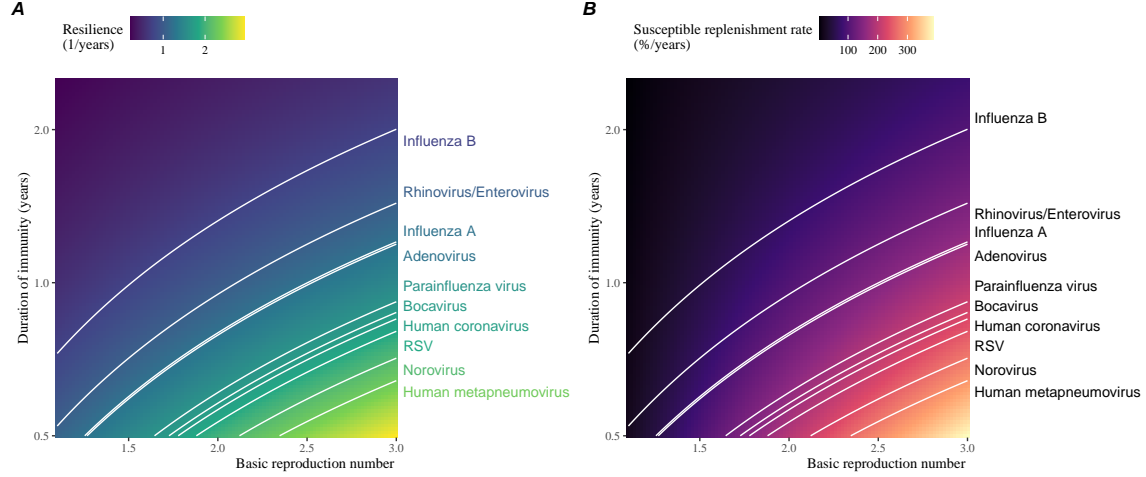 A
Resilience
(1/years)
1 2
Duration of immunity (years)
2.0
1.0
0.5
1.5 2.0 2.5 3.0
Basic reproduction number
Influenza B
Rhinovirus/Enterovirus
Influenza A
Adenovirus
Parainfluenza virus
Bocavirus
Human coronavirus
RSV
Norovirus
Human metapneumovirus
B
Susceptible replenishment rate
(%/years)
100 200 300
Duration of immunity (years)
2.0
1.0
0.5
1.5 2.0 2.5 3.0
Basic reproduction number
Influenza B
Rhinovirus/Enterovirus
Influenza A
Adenovirus
Parainfluenza virus
Bocavirus
Human coronavirus
RSV
Norovirus
Human metapneumovirus